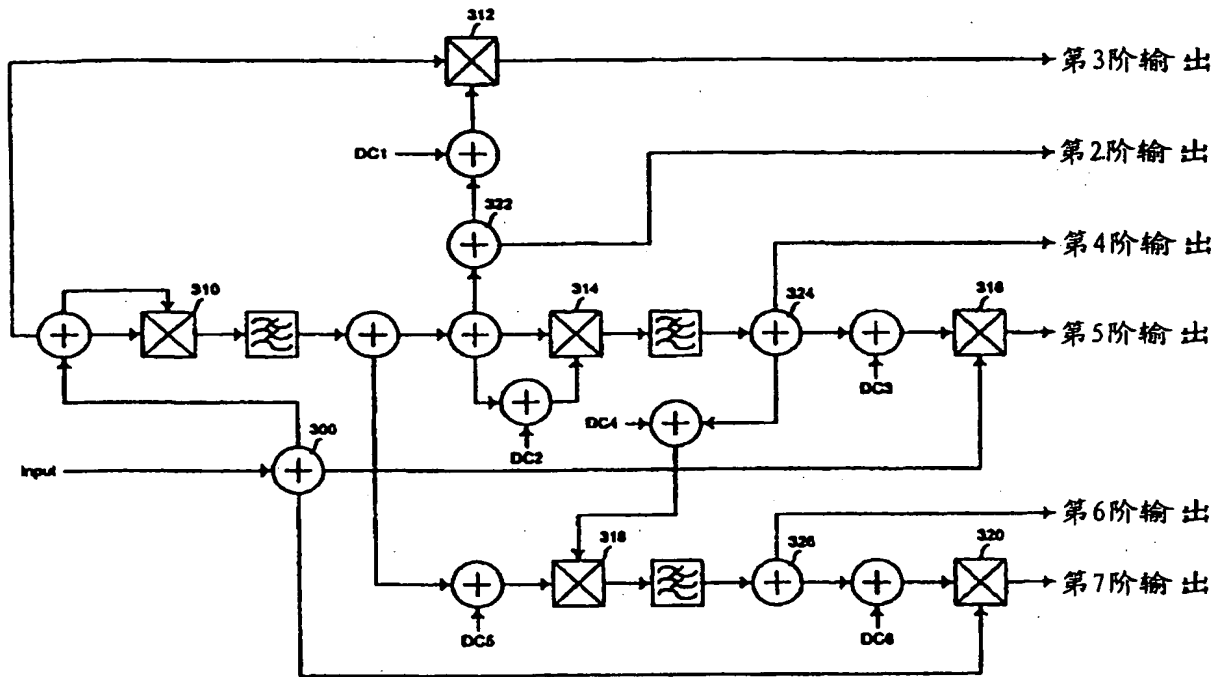 312
第3阶输出
DC1
第2阶输出
322
第4阶输出
310
314
324
316
第5阶输出
DC3
DC4
300
DC2
Input
第6阶输出
318
326
320
第7阶输出
DC5
DC6